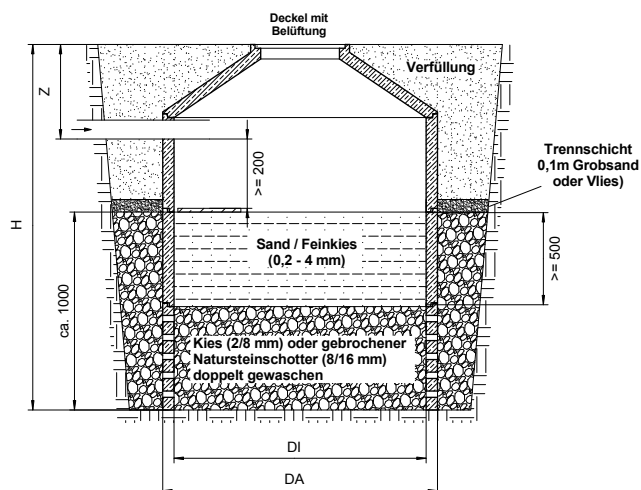 Deckel mit
Belüftung
Verfüllung
Z
Trennschicht
0,1m Grobsand
oder Vlies)
>= 200
H
Sand / Feinkies
(0,2 - 4 mm)
>= 500
ca. 1000
Kies (2/8 mm) oder gebrochener
Natursteinschotter (8/16 mm)
doppelt gewaschen
DI
DA